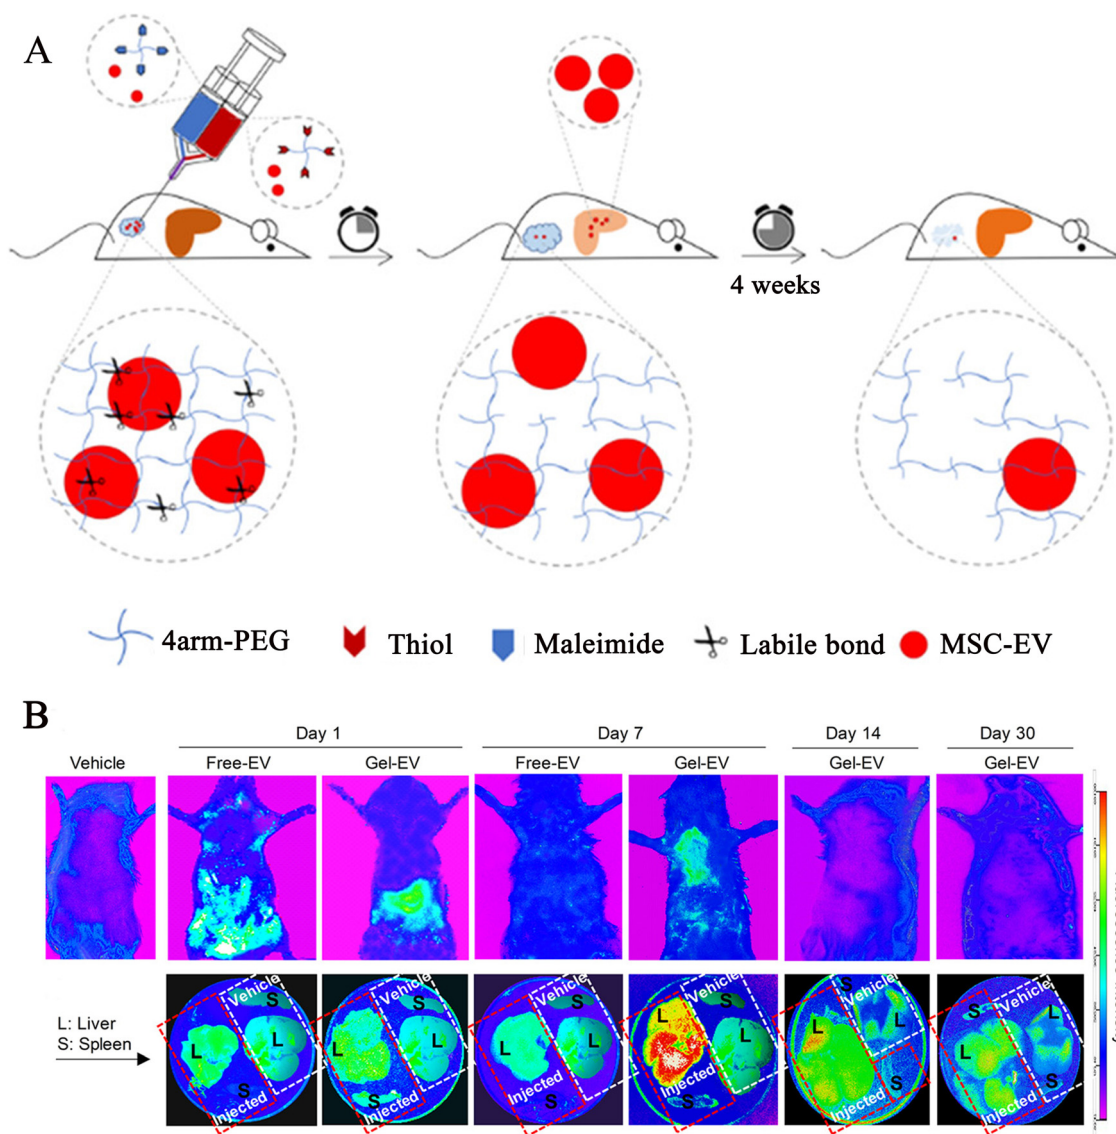 A
4 weeks
4arm-PEG
Thiol
Maleimide
Labile bond
MSC-EV
B
Day 1
Day 7
Day 14
Day 30
Vehicle
Free-EV
Gel-EV
Free-EV
Gel-EV
Gel-EV
Gel-EV
L: Liver
S: Spleen
Vehicle
S
L
L
S
Injected
Vehicle
S
L
L
S
Injected
Vehicle
S
L
L
S
Injected
Vehicle
S
L
L
S
Injected
S
Vehicle
L
L
S
Injected
S
Vehicle
L
L
S
Injected